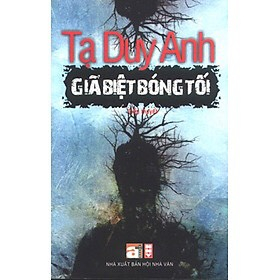 Tạ Duy Anh
GIÃ BIỆT BÓNG TỐI
NHÀ XUẤT BẢN HỘI NHÀ VĂN